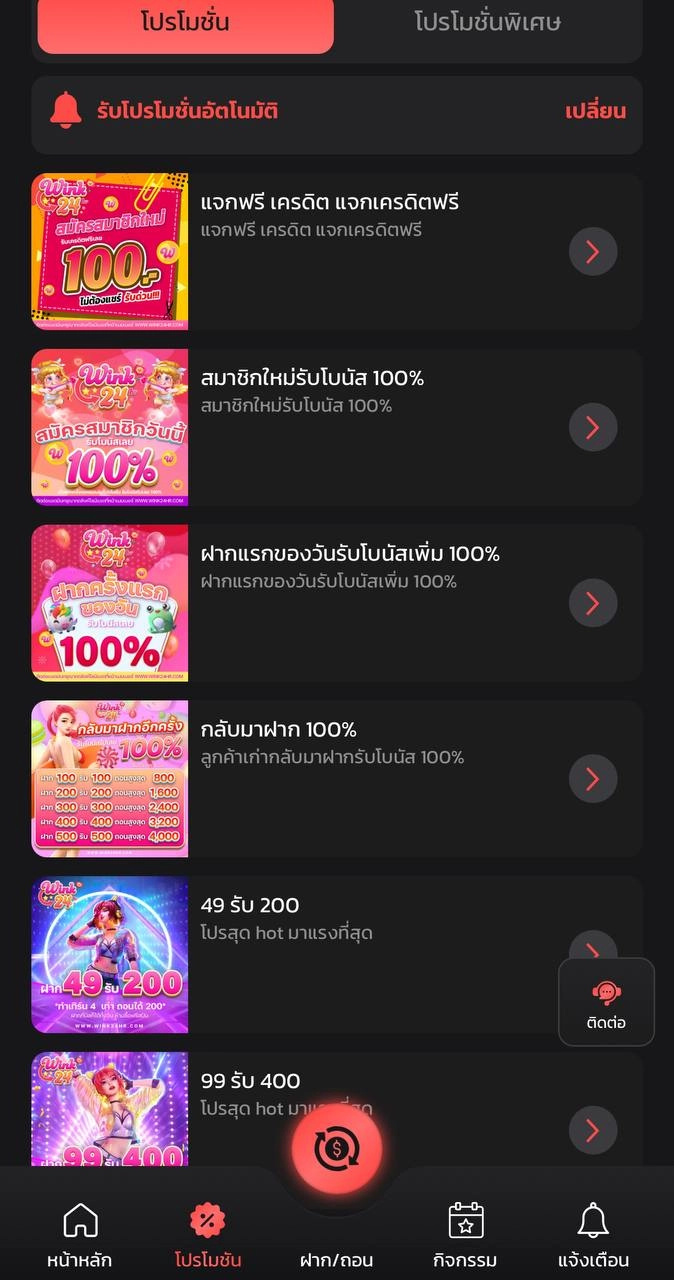 โปรโมชั่น
โปรโมชั่นพิเศษ
รับโปรโมชั่นอัตโนมัติ
เปลี่ยน
Wink
24
สมัครสมาชิกใหม่
รับเครดิตฟรีเลย
100.-
ไม่ต้องแชร์ รับด่วน!!!
แจกฟรี เครดิต แจกเครดิตฟรี
แจกฟรี เครดิต แจกเครดิตฟรี
Wink
24
สมัครสมาชิกวันนี้
รับโบนัสเลย
100%
สมาชิกใหม่รับโบนัส 100%
สมาชิกใหม่รับโบนัส 100%
Wink
24
ฝากครั้งแรก
ของวัน
รับโบนัสเลย
100%
ฝากแรกของวันรับโบนัสเพิ่ม 100%
ฝากแรกของวันรับโบนัสเพิ่ม 100%
Wink
24
กลับมาฝากอีกครั้ง
100%
ฝาก 100 รับ 100 ถอนสูงสุด 800
ฝาก 200 รับ 200 ถอนสูงสุด 1,600
ฝาก 300 รับ 300 ถอนสูงสุด 2,400
ฝาก 400 รับ 400 ถอนสูงสุด 3,200
ฝาก 500 รับ 500 ถอนสูงสุด 4,000
กลับมาฝาก 100%
ลูกค้าเก่ากลับมาฝากรับโบนัส 100%
Wink
24
ฝาก 49 รับ 200
"ทำเทิร์น 4 เท่า ถอนได้ 200"
WWW.WINK24HR.COM
49 รับ 200
โปรสุด hot มาแรงที่สุด
ติดต่อ
Wink
24
ฝาก 99 รับ 400
99 รับ 400
โปรสุด hot มาแรงที่สุด
หน้าหลัก
โปรโมชัน
ฝาก/ถอน
กิจกรรม
แจ้งเตือน